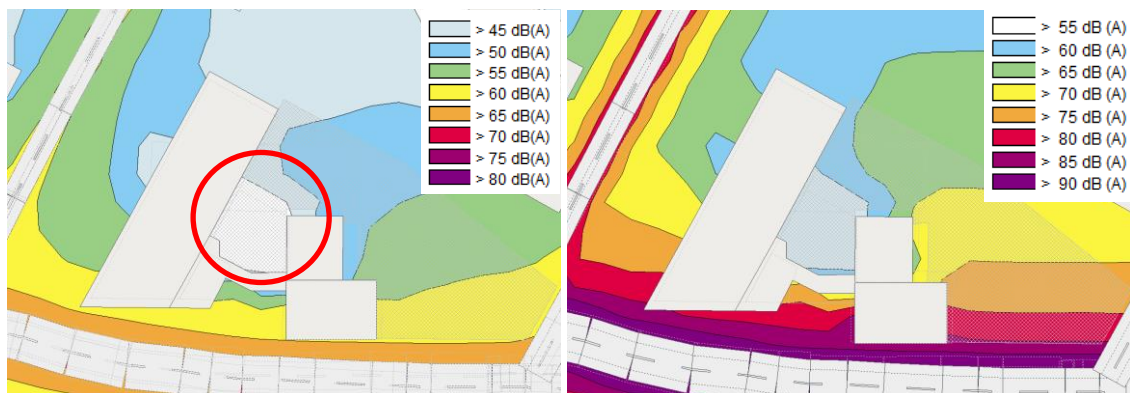 > 45 dB(A)
> 50 dB(A)
> 55 dB(A)
> 60 dB(A)
> 65 dB(A)
> 70 dB(A)
> 75 dB(A)
> 80 dB(A)
> 55 dB (A)
> 60 dB (A)
> 65 dB (A)
> 70 dB (A)
> 75 dB (A)
> 80 dB (A)
> 85 dB (A)
> 90 dB (A)